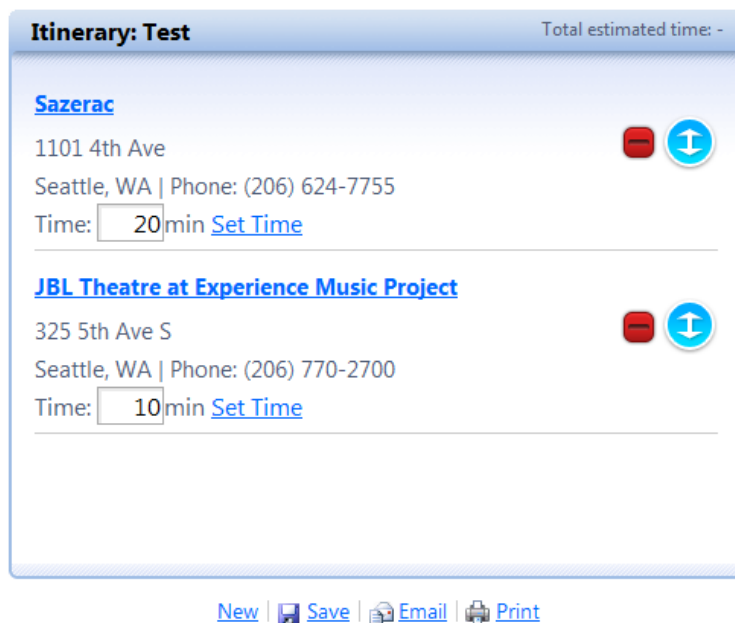 Itinerary: Test
Total estimated time: -
Sazerac
1101 4th Ave
Seattle, WA | Phone: (206) 624-7755
Time: 20 min Set Time
JBL Theatre at Experience Music Project
325 5th Ave S
Seattle, WA | Phone: (206) 770-2700
Time: 10 min Set Time
New | Save | Email | Print